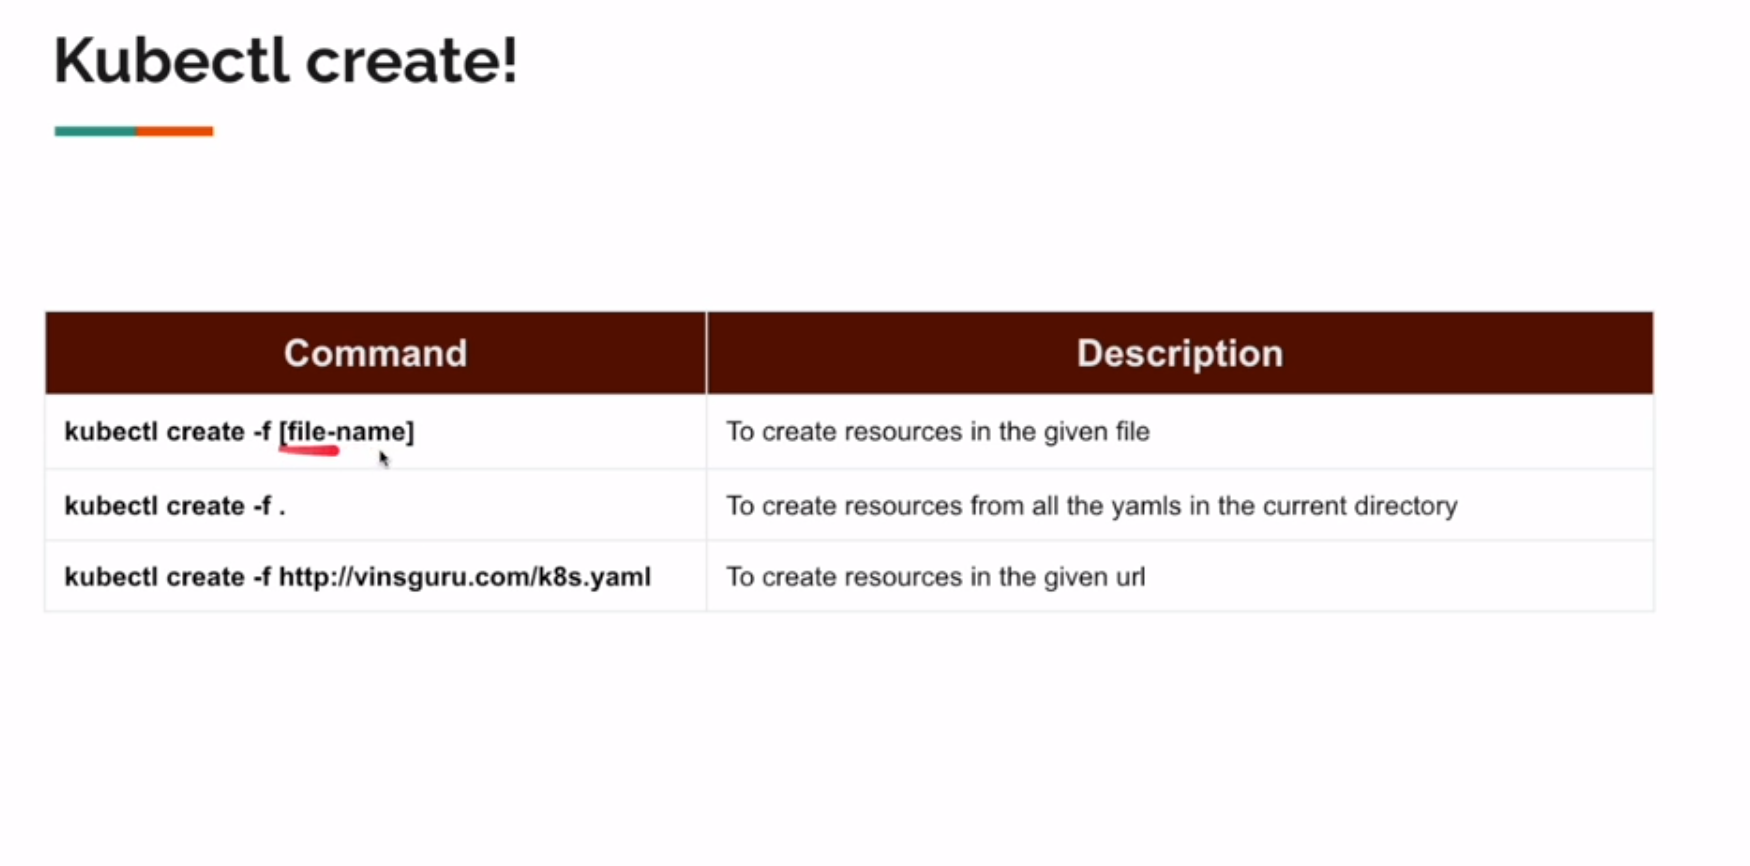 Kubectl create!
Command Description
kubectl create -f [file-name] To create resources in the given file
kubectl create -f . To create resources from all the yamls in the current directory
kubectl create -f http://vinsguru.com/k8s.yaml To create resources in the given url